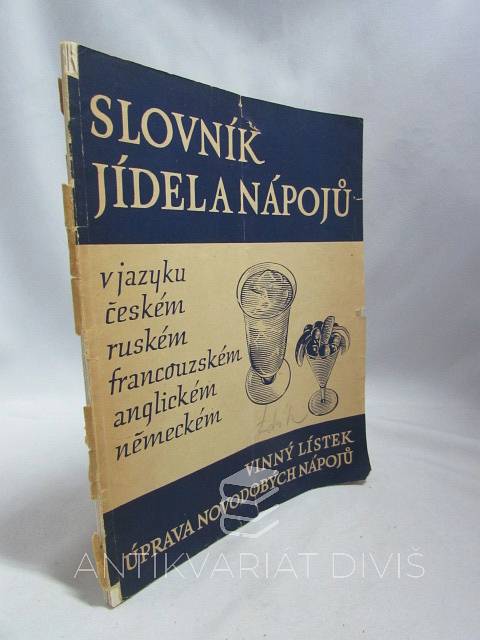 SLOVNÍK
JÍDEL A NÁPOJŮ
v jazyku
českém
ruském
francouzském
anglickém
německém
VINNÝ LÍSTEK
ÚPRAVA NOVODOBÝCH NÁPOJŮ
ANTIKVARIÁT DIVIŠ